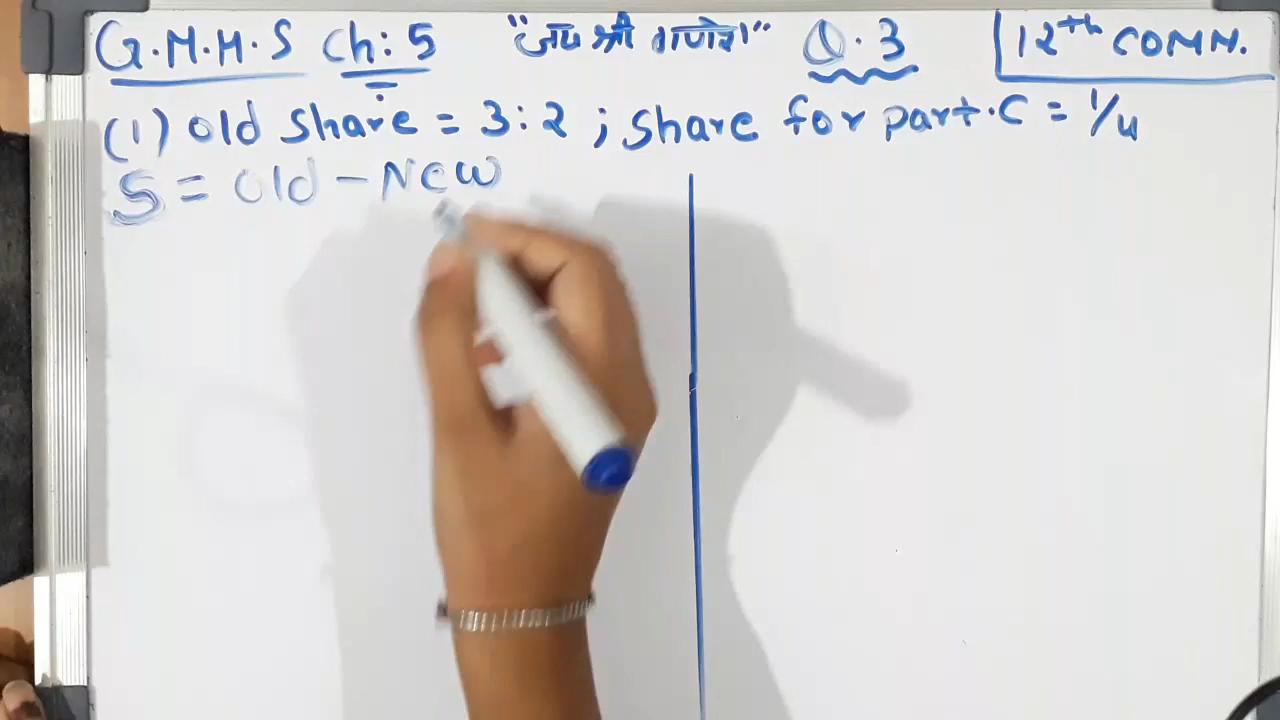 G.M.H.S Ch: 5 "जय श्री गणेश" Q.3 12th COMM.
(1) Old Share = 3:2 ; Share for part.C = 1/4
S = Old - New